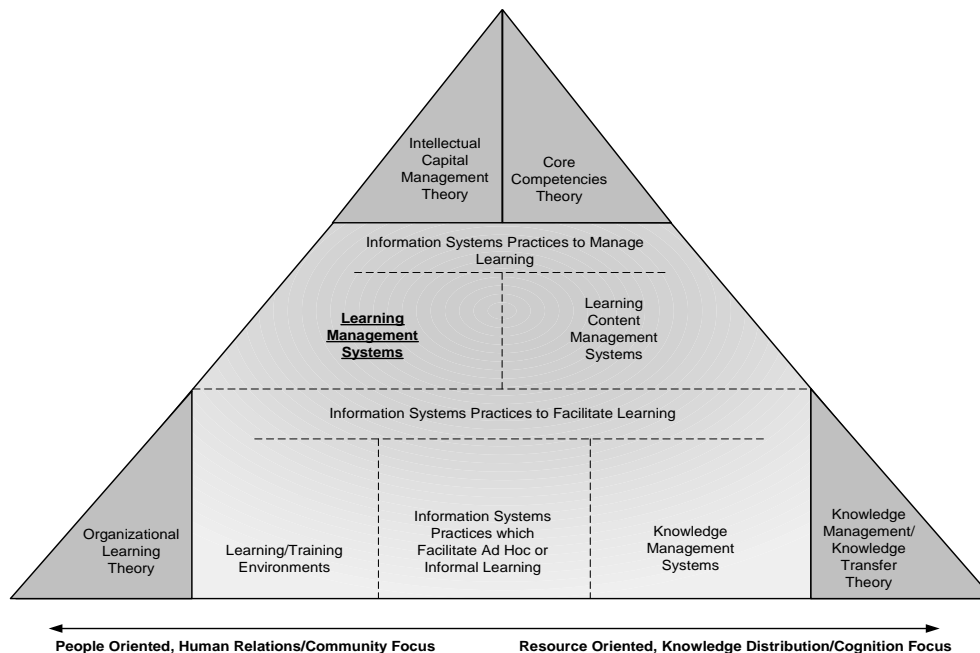 Intellectual
Capital
Management
Theory
Core
Competencies
Theory
Information Systems Practices to Manage
Learning
Learning
Management
Systems
Learning
Content
Management
Systems
Information Systems Practices to Facilitate Learning
Organizational
Learning
Theory
Learning/Training
Environments
Information Systems
Practices which
Facilitate Ad Hoc or
Informal Learning
Knowledge
Management
Systems
Knowledge
Management/
Knowledge
Transfer
Theory
People Oriented, Human Relations/Community Focus
Resource Oriented, Knowledge Distribution/Cognition Focus